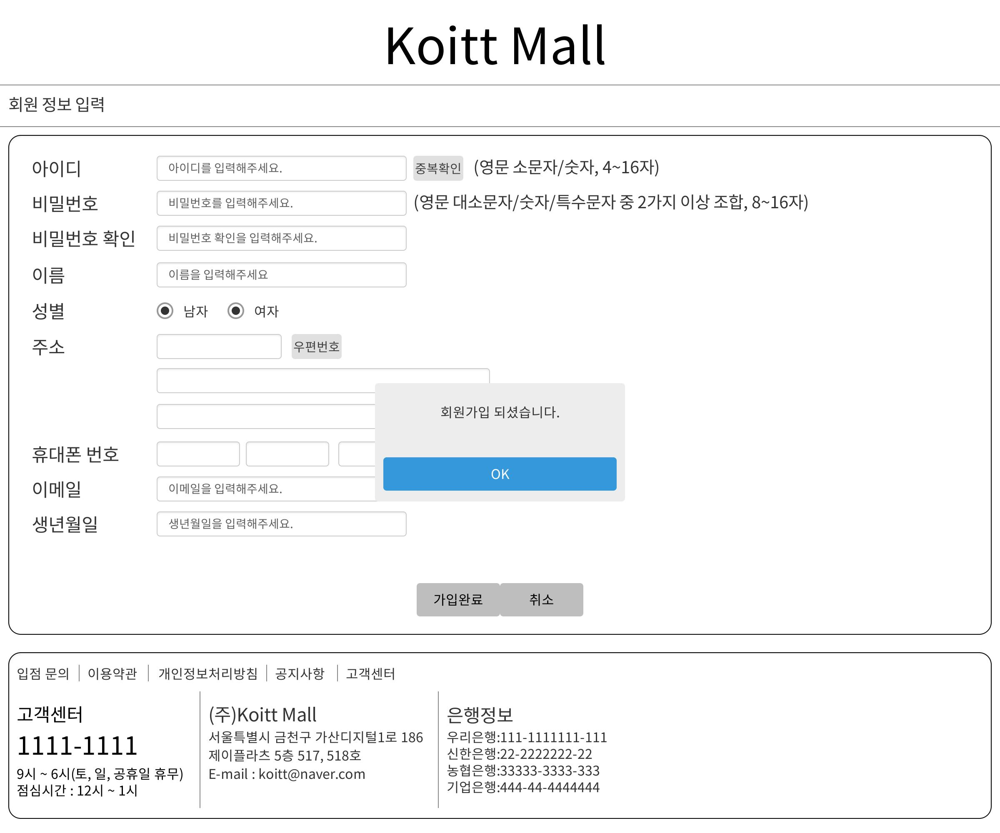 Koitt Mall
회원 정보 입력
아이디 아이디를 입력해주세요. 중복확인 (영문 소문자/숫자, 4~16자)
비밀번호 비밀번호를 입력해주세요. (영문 대소문자/숫자/특수문자 중 2가지 이상 조합, 8~16자)
비밀번호 확인 비밀번호 확인을 입력해주세요.
이름 이름을 입력해주세요
성별 남자 여자
주소 우편번호
회원가입 되셨습니다.
OK
휴대폰 번호
이메일 이메일을 입력해주세요.
생년월일 생년월일을 입력해주세요.
가입완료 취소
입점 문의 이용약관 개인정보처리방침 공지사항 고객센터
고객센터
1111-1111
9시 ~ 6시(토, 일, 공휴일 휴무)
점심시간 : 12시 ~ 1시
(주)Koitt Mall
서울특별시 금천구 가산디지털1로 186
제이플라츠 5층 517, 518호
E-mail : koitt@naver.com
은행정보
우리은행:111-1111111-111
신한은행:22-2222222-22
농협은행:33333-3333-333
기업은행:444-44-4444444